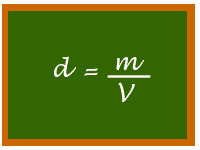 d = m/V